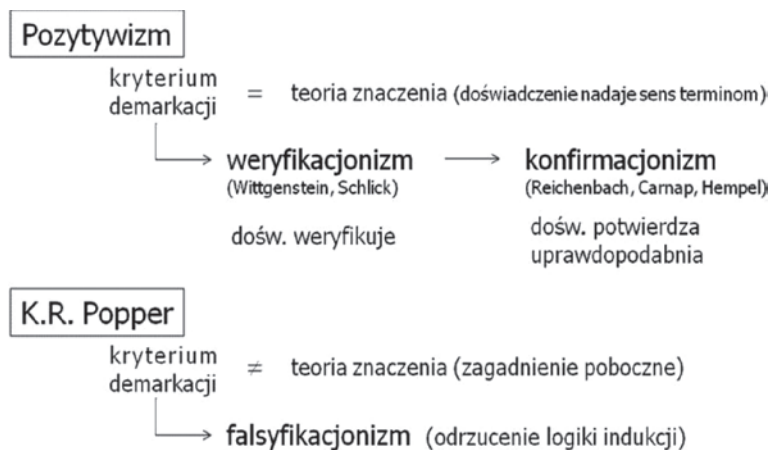 Pozytywizm
kryterium
demarkacji = teoria znaczenia (doświadczenie nadaje sens terminom)
weryfikacjonizm → konfirmacjonizm
(Wittgenstein, Schlick) (Reichenbach, Carnap, Hempel)
dośw. weryfikuje dośw. potwierdza
uprawdopodabnia
K.R. Popper
kryterium
demarkacji ≠ teoria znaczenia (zagadnienie poboczne)
falsyfikacjonizm (odrzucenie logiki indukcji)